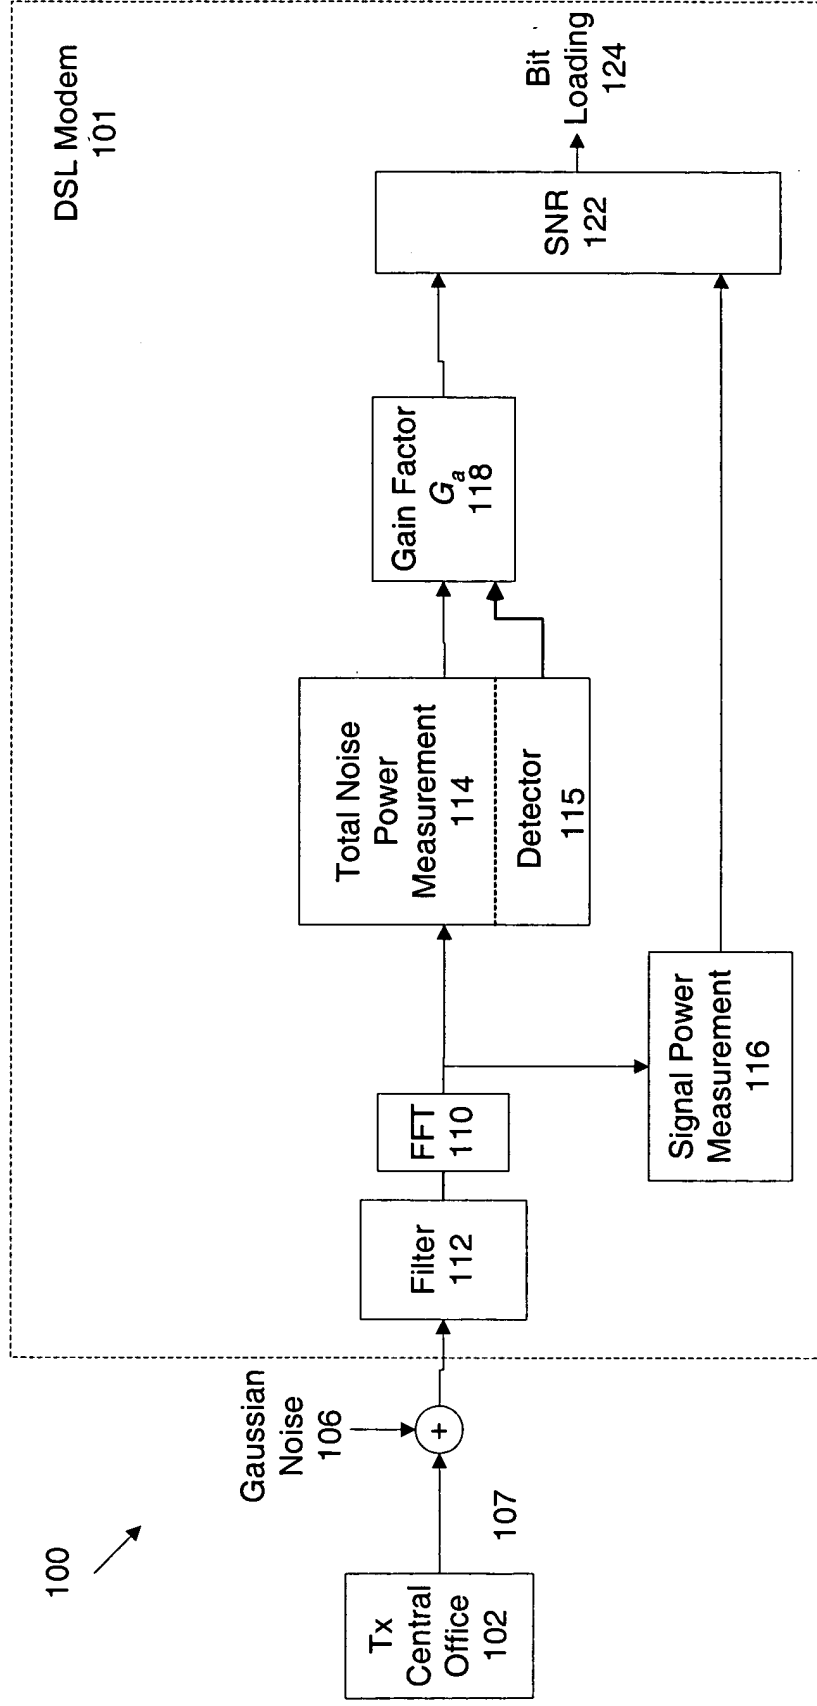 100
Tx
Central
Office
102
107
Gaussian
Noise
106
+
DSL Modem
101
Filter
112
FFT
110
Total Noise
Power
Measurement
114
Detector
115
Signal Power
Measurement
116
Gain Factor
Ga
118
SNR
122
Bit
Loading
124